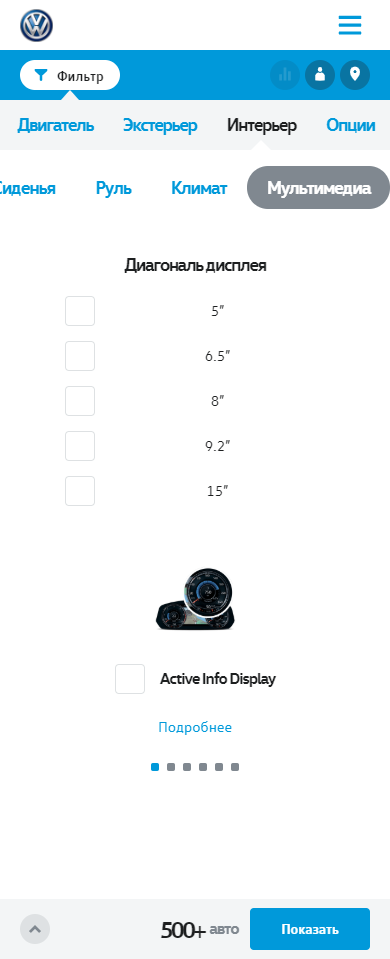 Фильтр
Двигатель Экстерьер Интерьер Опции
Сиденья Руль Климат Мультимедиа
Диагональ дисплея
5″
6.5″
8″
9.2″
15″
Active Info Display
Подробнее
500+ авто Показать